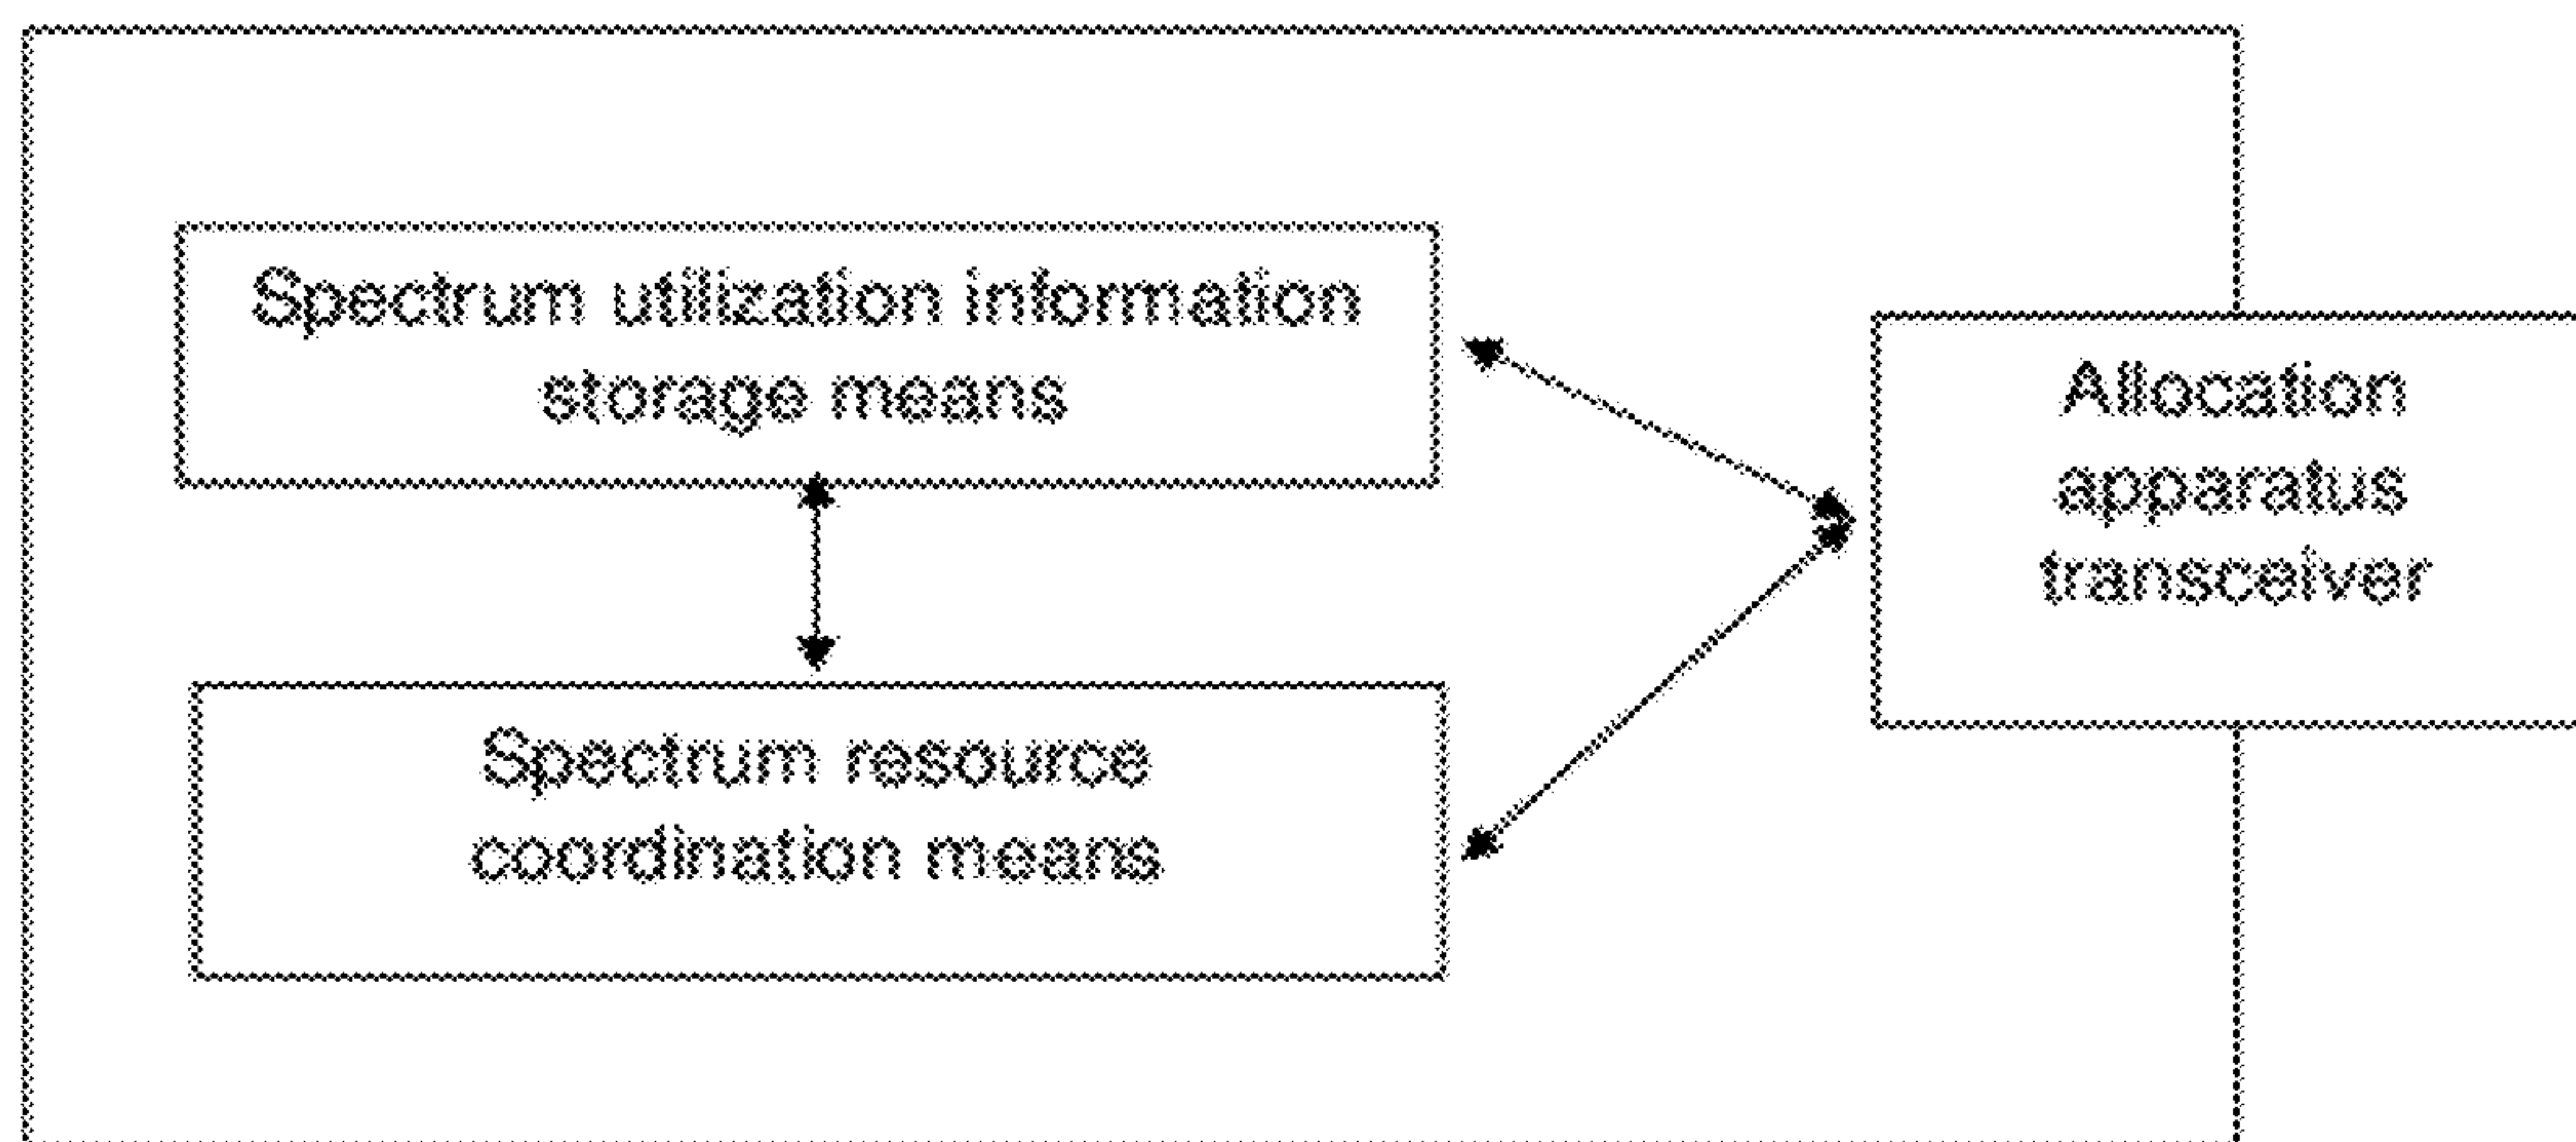 Spectrum utilization information
storage means
Allocation
apparatus
transceiver
Spectrum resource
coordination means